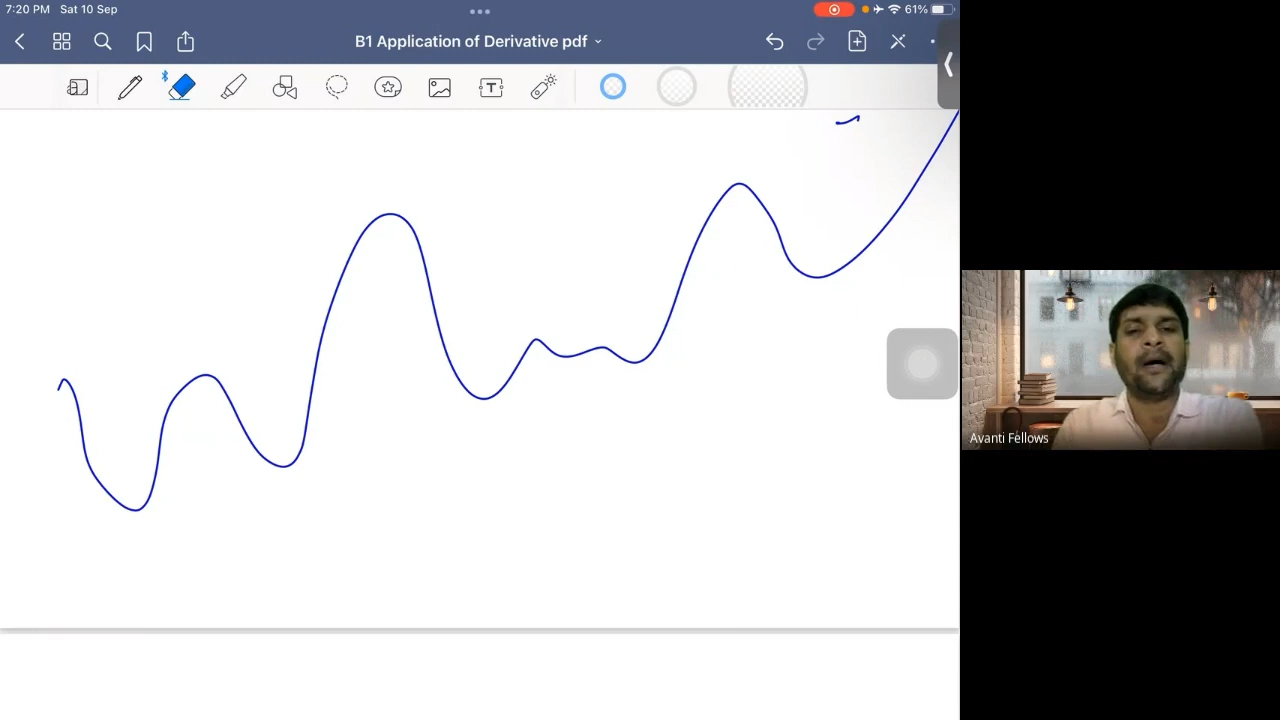 7:20 PM Sat 10 Sep
61%
B1 Application of Derivative pdf
T
Avanti Fellows